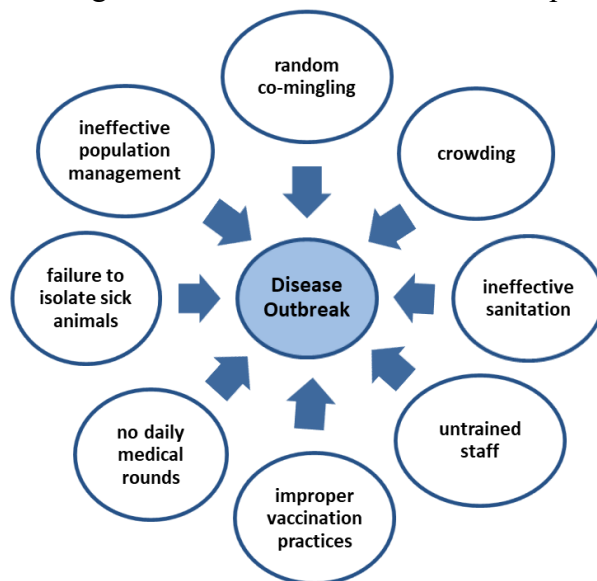 random
co-mingling
crowding
ineffective
sanitation
untrained
staff
improper
vaccination
practices
no daily
medical
rounds
failure to
isolate sick
animals
ineffective
population
management
Disease
Outbreak